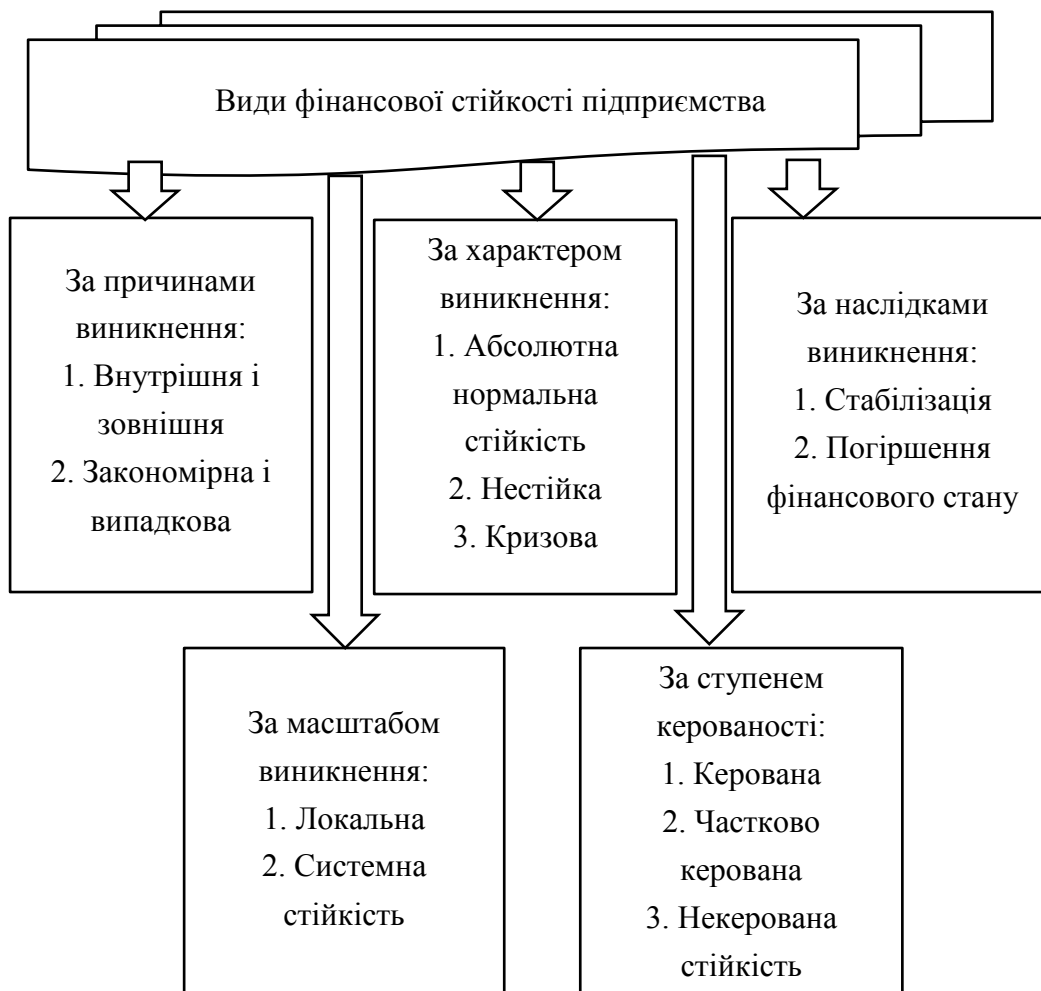 Види фінансової стійкості підприємства
За причинами
виникнення:
1. Внутрішня і
зовнішня
2. Закономірна і
випадкова
За характером
виникнення:
1. Абсолютна
нормальна
стійкість
2. Нестійка
3. Кризова
За наслідками
виникнення:
1. Стабілізація
2. Погіршення
фінансового стану
За масштабом
виникнення:
1. Локальна
2. Системна
стійкість
За ступенем
керованості:
1. Керована
2. Частково
керована
3. Некерована
стійкість